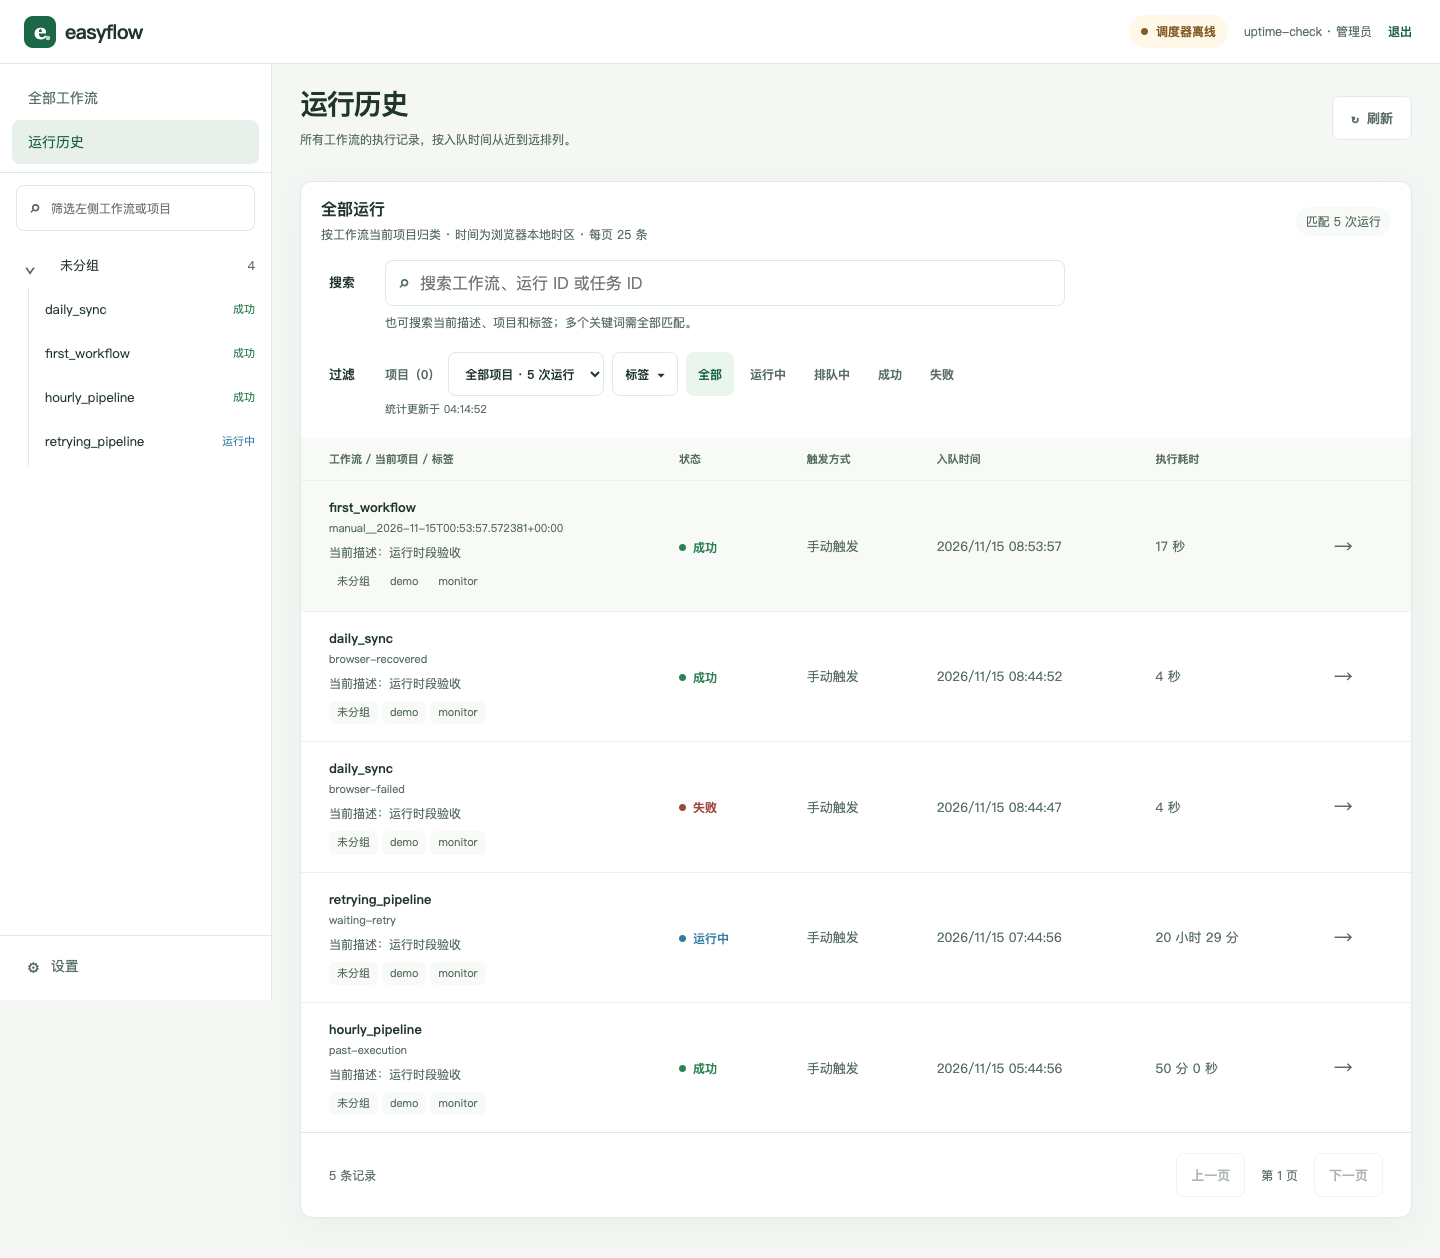 e. easyflow
调度器离线
uptime-check · 管理员
退出
全部工作流
运行历史
筛选左侧工作流或项目
未分组 4
daily_sync 成功
first_workflow 成功
hourly_pipeline 成功
retrying_pipeline 运行中
设置
运行历史
所有工作流的执行记录，按入队时间从近到远排列。
刷新
全部运行
按工作流当前项目归类 · 时间为浏览器本地时区 · 每页 25 条
匹配 5 次运行
搜索 搜索工作流、运行 ID 或任务 ID
也可搜索当前描述、项目和标签；多个关键词需全部匹配。
过滤 项目 (0) 全部项目 · 5 次运行 标签 全部 运行中 排队中 成功 失败
统计更新于 04:14:52
工作流 / 当前项目 / 标签 状态 触发方式 入队时间 执行耗时
first_workflow
manual__2026-11-15T00:53:57.572381+00:00
当前描述：运行时段验收
未分组 demo monitor
成功 手动触发 2026/11/15 08:53:57 17 秒 →
daily_sync
browser-recovered
当前描述：运行时段验收
未分组 demo monitor
成功 手动触发 2026/11/15 08:44:52 4 秒 →
daily_sync
browser-failed
当前描述：运行时段验收
未分组 demo monitor
失败 手动触发 2026/11/15 08:44:47 4 秒 →
retrying_pipeline
waiting-retry
当前描述：运行时段验收
未分组 demo monitor
运行中 手动触发 2026/11/15 07:44:56 20 小时 29 分 →
hourly_pipeline
past-execution
当前描述：运行时段验收
未分组 demo monitor
成功 手动触发 2026/11/15 05:44:56 50 分 0 秒 →
5 条记录
上一页 第 1 页 下一页